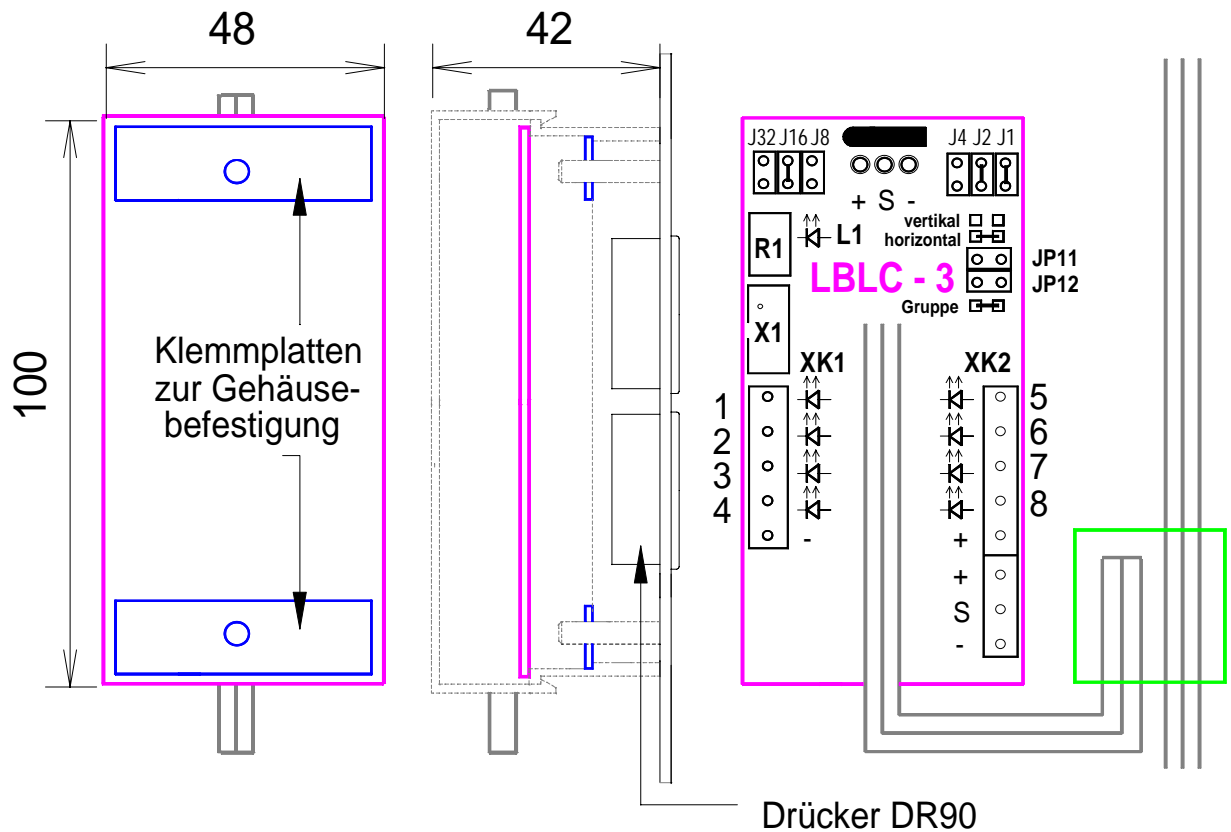 48
42
100
Klemmplatten
zur Gehäuse-
befestigung
Drücker DR90
J32 J16 J8
J4 J2 J1
+ S -
vertikal
horizontal
R1
L1
JP11
LBLC - 3
JP12
Gruppe
X1
XK1
XK2
1
2
3
4
-
5
6
7
8
+
+
S
-